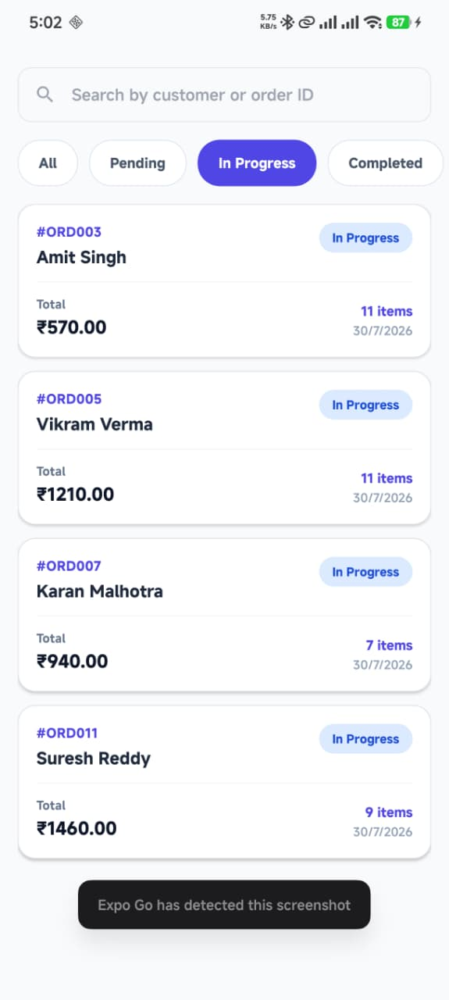 5:02 5.75 KB/s 87
Search by customer or order ID
All Pending In Progress Completed
#ORD003 In Progress
Amit Singh
Total 11 items
₹570.00 30/7/2026
#ORD005 In Progress
Vikram Verma
Total 11 items
₹1210.00 30/7/2026
#ORD007 In Progress
Karan Malhotra
Total 7 items
₹940.00 30/7/2026
#ORD011 In Progress
Suresh Reddy
Total 9 items
₹1460.00 30/7/2026
Expo Go has detected this screenshot